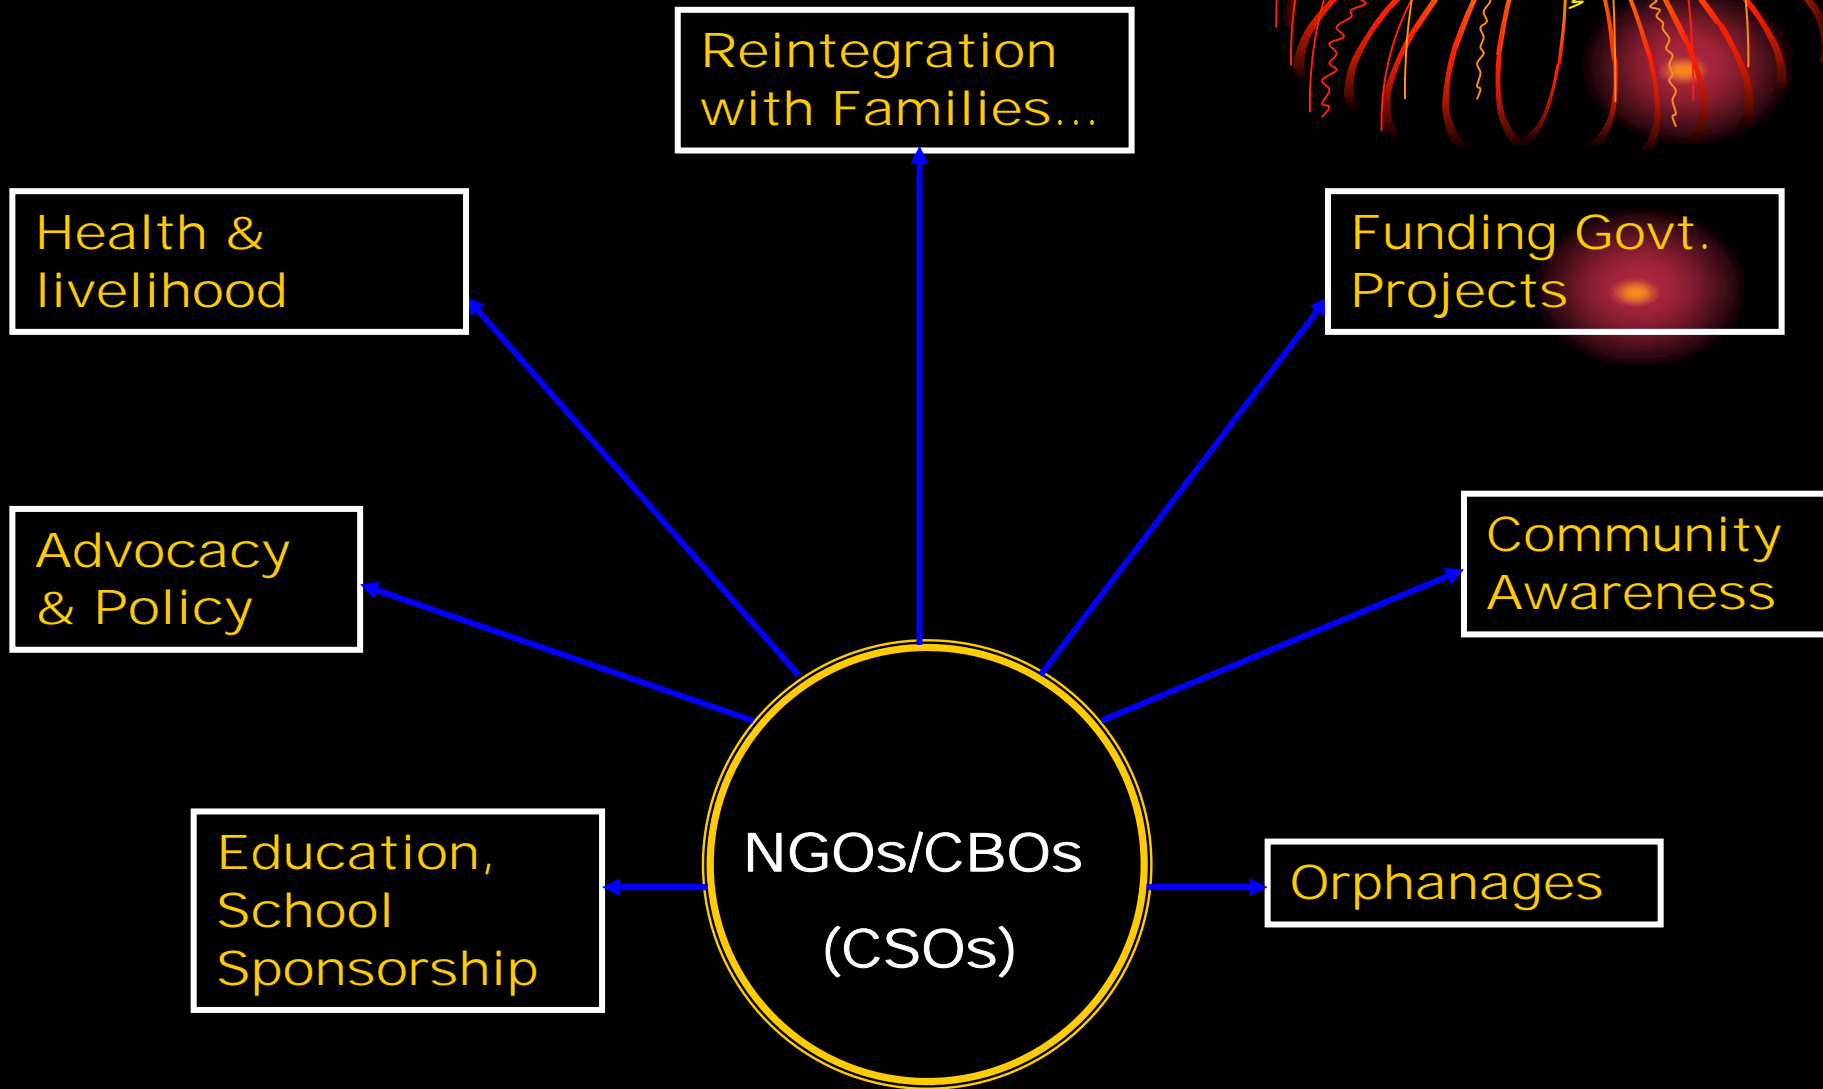 Reintegration
with Families...
Health &
livelihood
Funding Govt.
Projects
Advocacy
& Policy
Community
Awareness
Education,
School
Sponsorship
NGOs/CBOs
(CSOs)
Orphanages